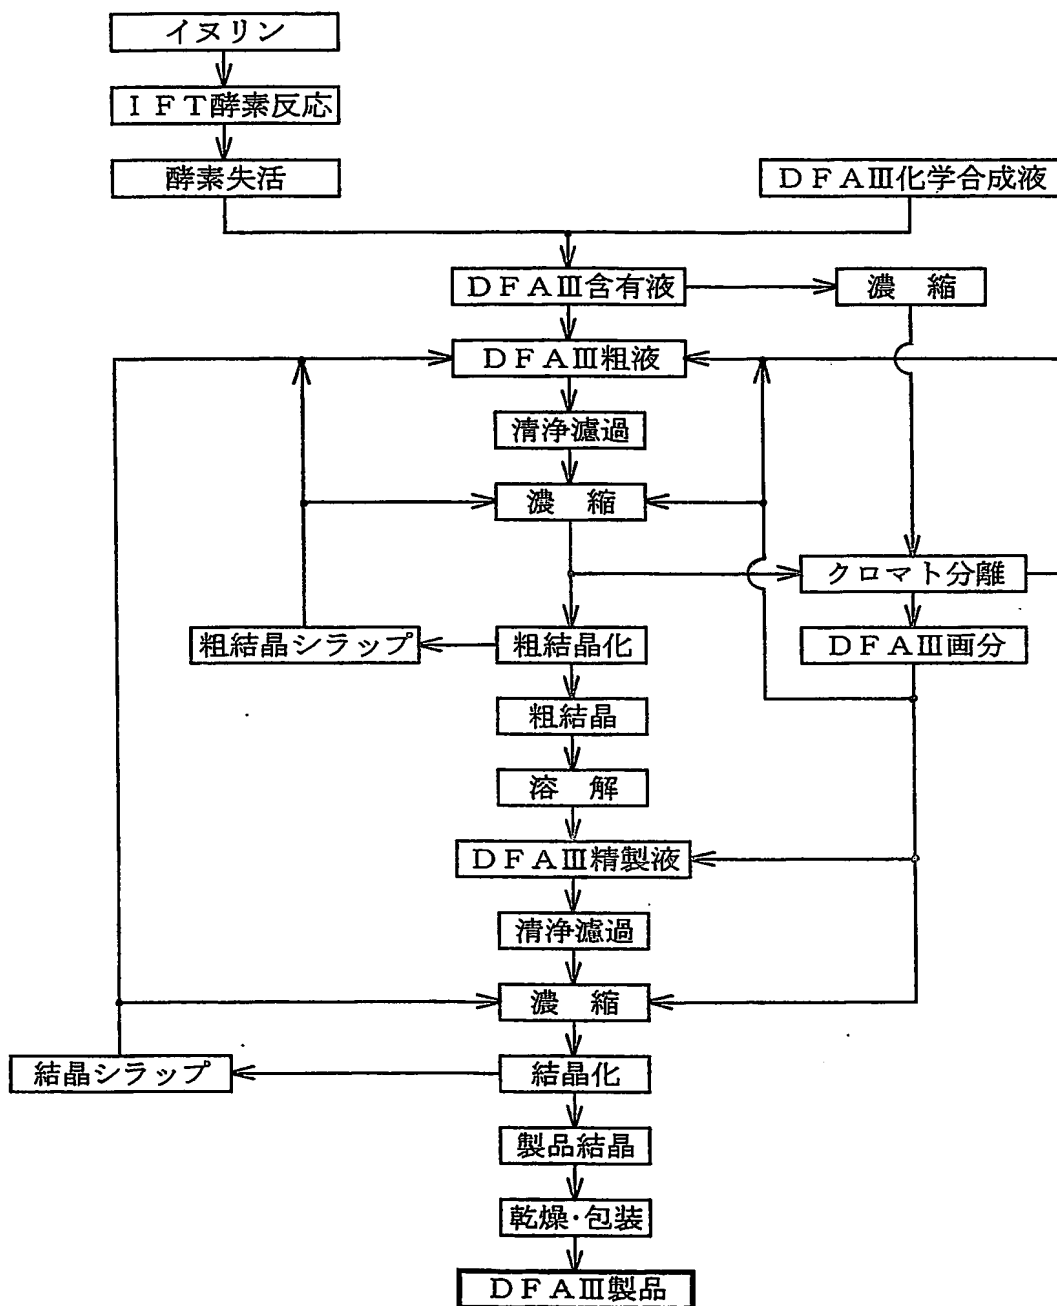 イヌリン
ＩＦＴ酵素反応
酵素失活
ＤＦＡⅢ化学合成液
ＤＦＡⅢ含有液
濃　縮
ＤＦＡⅢ粗液
清浄濾過
濃　縮
クロマト分離
粗結晶シラップ
粗結晶化
ＤＦＡⅢ画分
粗結晶
溶　解
ＤＦＡⅢ精製液
清浄濾過
濃　縮
結晶シラップ
結晶化
製品結晶
乾燥・包装
ＤＦＡⅢ製品